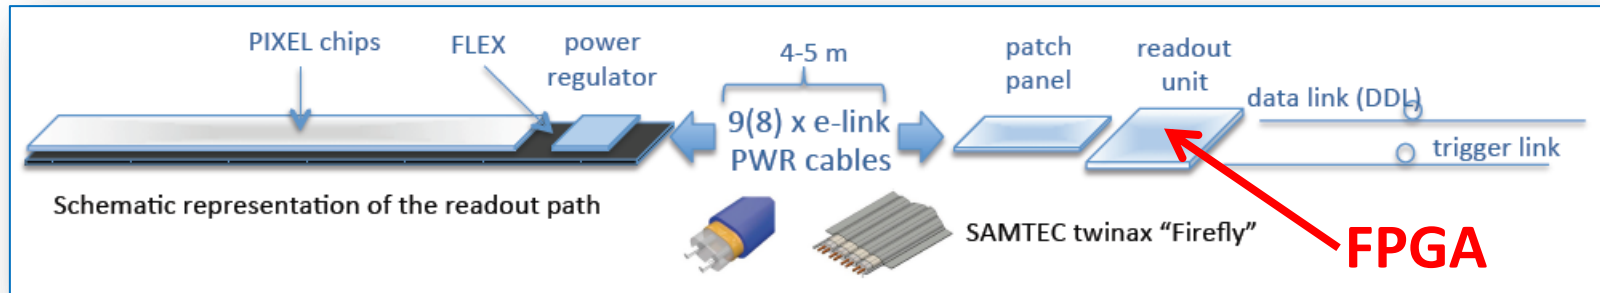 PIXEL chips
FLEX
power
regulator
4-5 m
9(8) x e-link
PWR cables
patch
panel
readout
unit
data link (DDL)
trigger link
Schematic representation of the readout path
SAMTEC twinax “Firefly”
FPGA